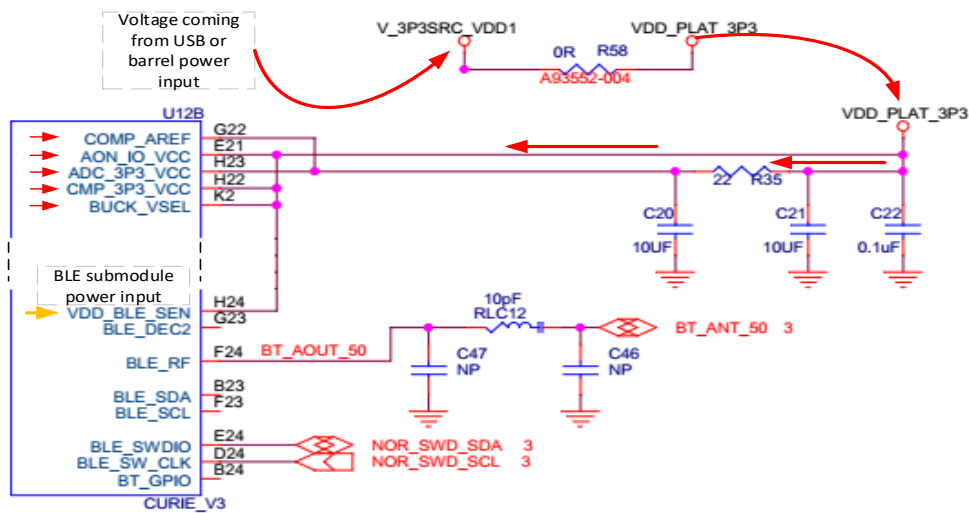 Voltage coming
from USB or
barrel power
input
V_3P3SRC_VDD1
VDD_PLAT_3P3
0R R58
A93552-004
VDD_PLAT_3P3
U12B
COMP_AREF G22
AON_IO_VCC E21
ADC_3P3_VCC H23
CMP_3P3_VCC H22
BUCK_VSEL K2
22 R35
C20
10UF
C21
10UF
C22
0.1uF
BLE submodule
power input
VDD_BLE_SEN H24
BLE_DEC2 G23
BLE_RF F24
BT_AOUT_50
10pF
RLC12
BT_ANT_50 3
C47
NP
C46
NP
BLE_SDA B23
BLE_SCL F23
BLE_SWDIO E24
NOR_SWD_SDA 3
BLE_SW_CLK D24
NOR_SWD_SCL 3
BT_GPIO B24
CURIE_V3